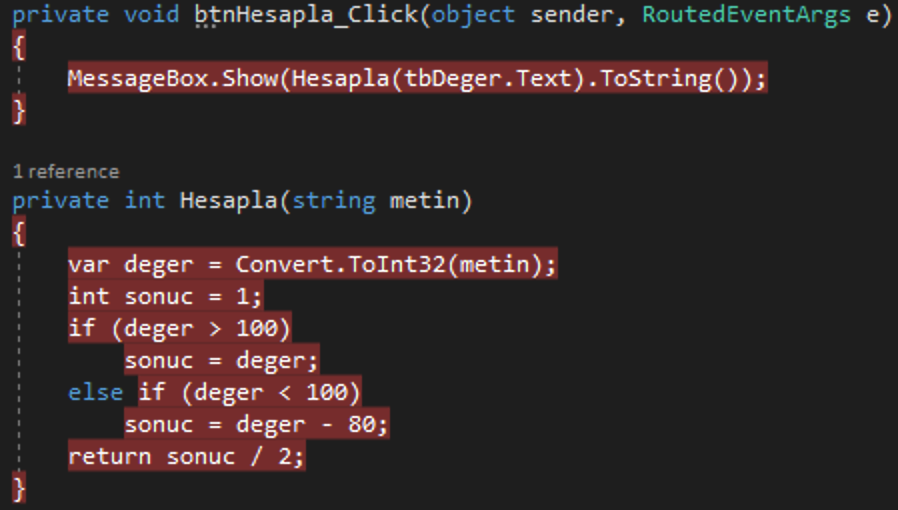 private void btnHesapla_Click(object sender, RoutedEventArgs e)
{
MessageBox.Show(Hesapla(tbDeger.Text).ToString());
}
1 reference
private int Hesapla(string metin)
{
var deger = Convert.ToInt32(metin);
int sonuc = 1;
if (deger > 100)
sonuc = deger;
else if (deger < 100)
sonuc = deger - 80;
return sonuc / 2;
}